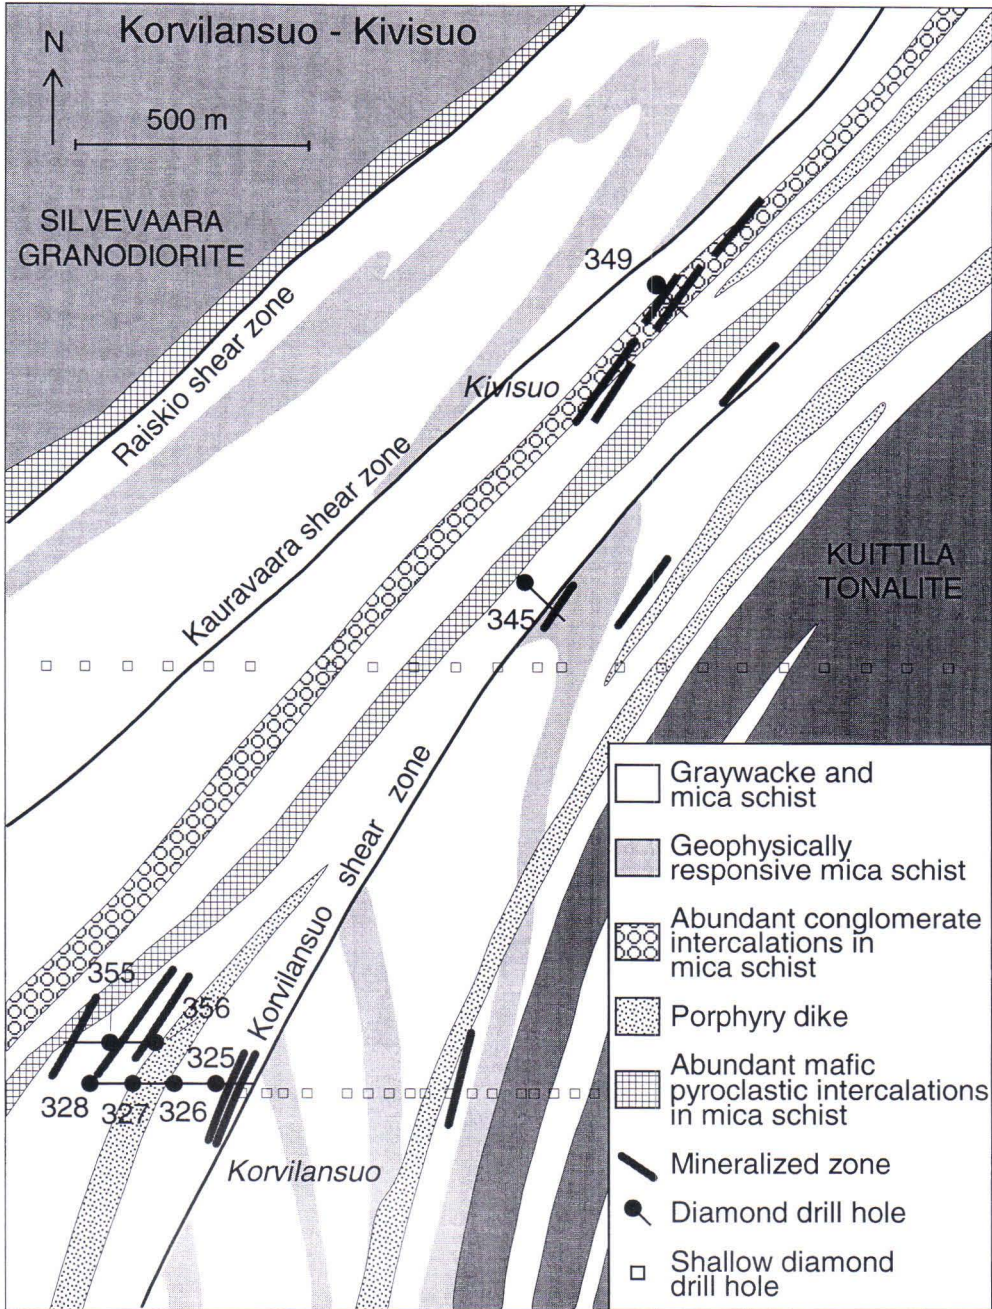 Korvilansuo - Kivisuo
N
500 m
SILVEVAARA
GRANODIORITE
349
Raiskio shear zone
Kivisuo
Kauravaara shear zone
KUITTILA
TONALITE
345
Korvilansuo shear zone
355
356
325
328
327
326
Korvilansuo
Graywacke and
mica schist
Geophysically
responsive mica schist
Abundant conglomerate
intercalations in
mica schist
Porphyry dike
Abundant mafic
pyroclastic intercalations
in mica schist
Mineralized zone
Diamond drill hole
Shallow diamond
drill hole